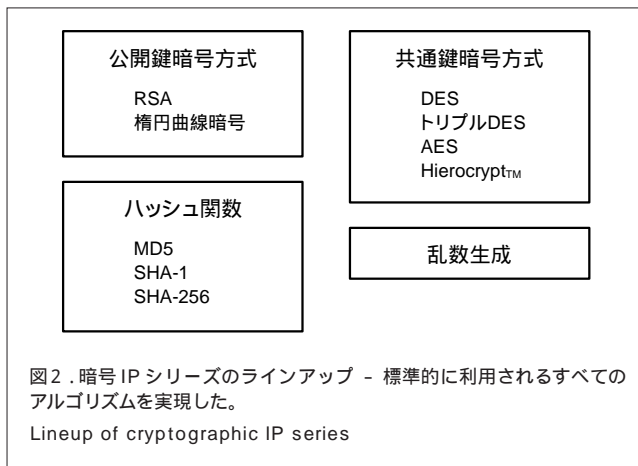 公開鍵暗号方式
RSA
楕円曲線暗号
共通鍵暗号方式
DES
トリプルDES
AES
Hierocrypt™
ハッシュ関数
MD5
SHA-1
SHA-256
乱数生成
図2．暗号IPシリーズのラインアップ － 標準的に利用されるすべての
アルゴリズムを実現した。
Lineup of cryptographic IP series